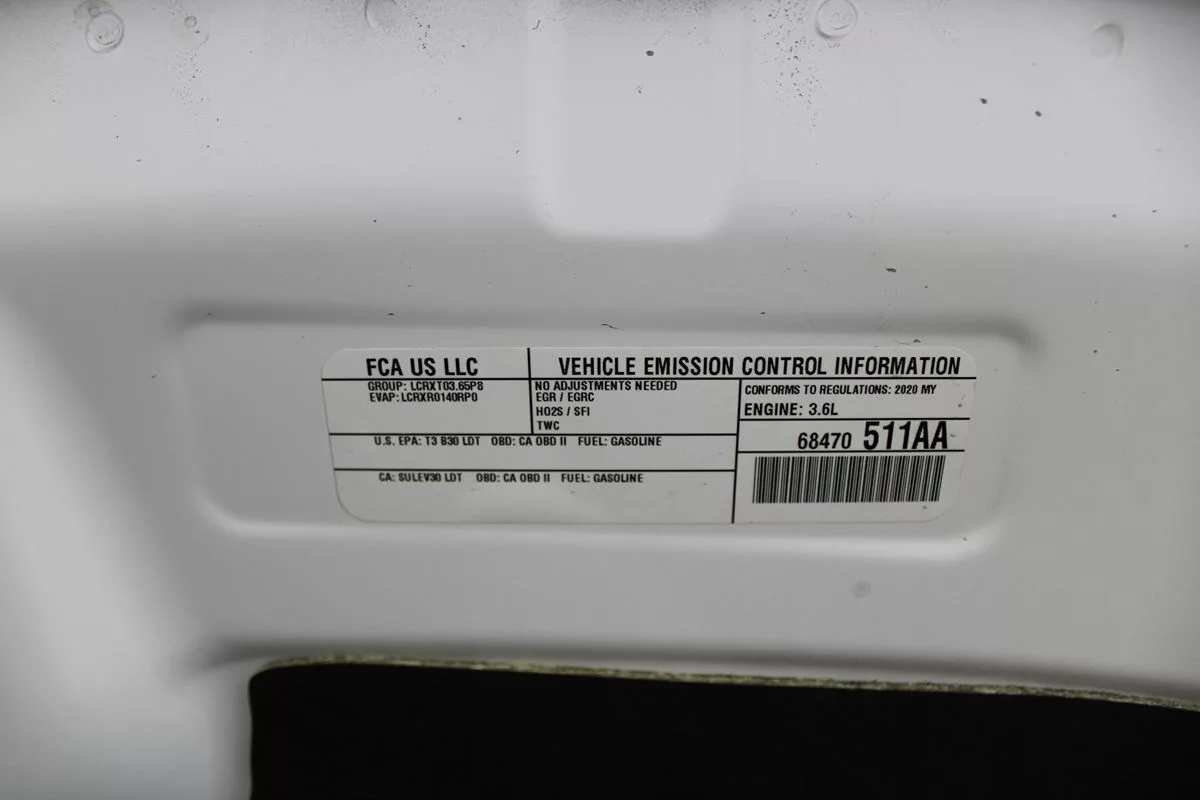 FCA US LLC
VEHICLE EMISSION CONTROL INFORMATION
GROUP: LCRXT03.65P8
EVAP: LCRXR0140RP0
NO ADJUSTMENTS NEEDED
EGR / EGRC
HO2S / SFI
TWC
CONFORMS TO REGULATIONS: 2020 MY
ENGINE: 3.6L
U.S. EPA: T3 B30 LDT OBD: CA OBD II FUEL: GASOLINE
68470 511AA
CA: SULEV30 LDT OBD: CA OBD II FUEL: GASOLINE